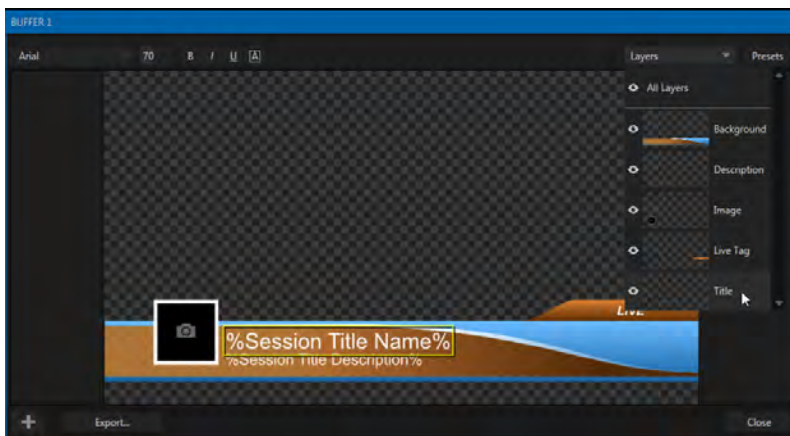 BUFFER 1
Arial 70 B I U A Layers Presets
All Layers
Background
Description
Image
Live Tag
Title
LIVE
%Session Title Name%
%Session Title Description%
Export... Close